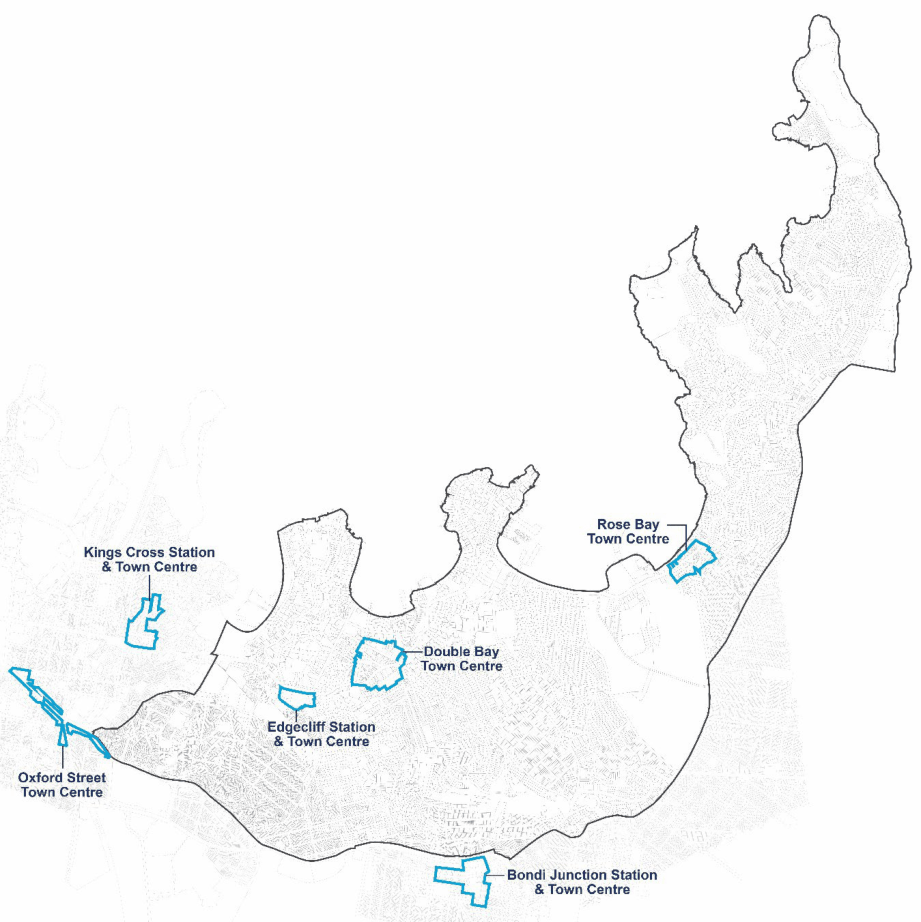 Rose Bay
Town Centre
Kings Cross Station
& Town Centre
Double Bay
Town Centre
Edgecliff Station
& Town Centre
Oxford Street
Town Centre
Bondi Junction Station
& Town Centre